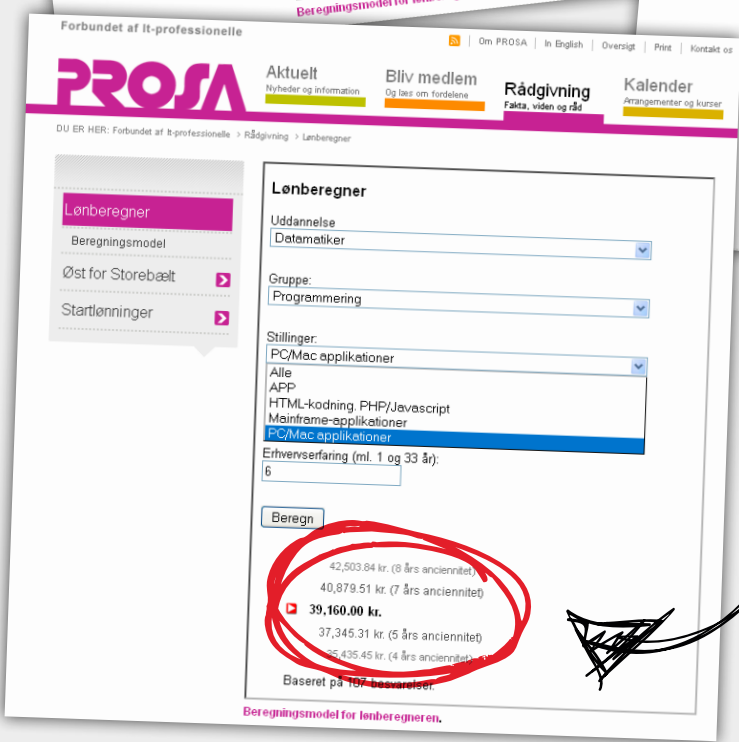 Beregningsmodel for lønbe
Forbundet af It-professionelle
Om PROSA | In English | Oversigt | Print | Kontakt os
PROSA
Aktuelt
Nyheder og information
Bliv medlem
Og læs om fordelene
Rådgivning
Fakta, viden og råd
Kalender
Arrangementer og kurser
DU ER HER: Forbundet af It-professionelle > Rådgivning > Lønberegner
Lønberegner
Beregningsmodel
Øst for Storebælt
Startlønninger
Lønberegner
Uddannelse
Datamatiker
Gruppe:
Programmering
Stillinger:
PC/Mac applikationer
Alle
APP
HTML-kodning. PHP/Javascript
Mainframe-applikationer
PC/Mac applikationer
Erhvervserfaring (ml. 1 og 33 år):
6
Beregn
42,503.84 kr. (8 års anciennitet)
40,879.51 kr. (7 års anciennitet)
39,160.00 kr.
37,345.31 kr. (5 års anciennitet)
35,435.45 kr. (4 års anciennitet)
Baseret på 107 besvarelser.
Beregningsmodel for lønberegneren.